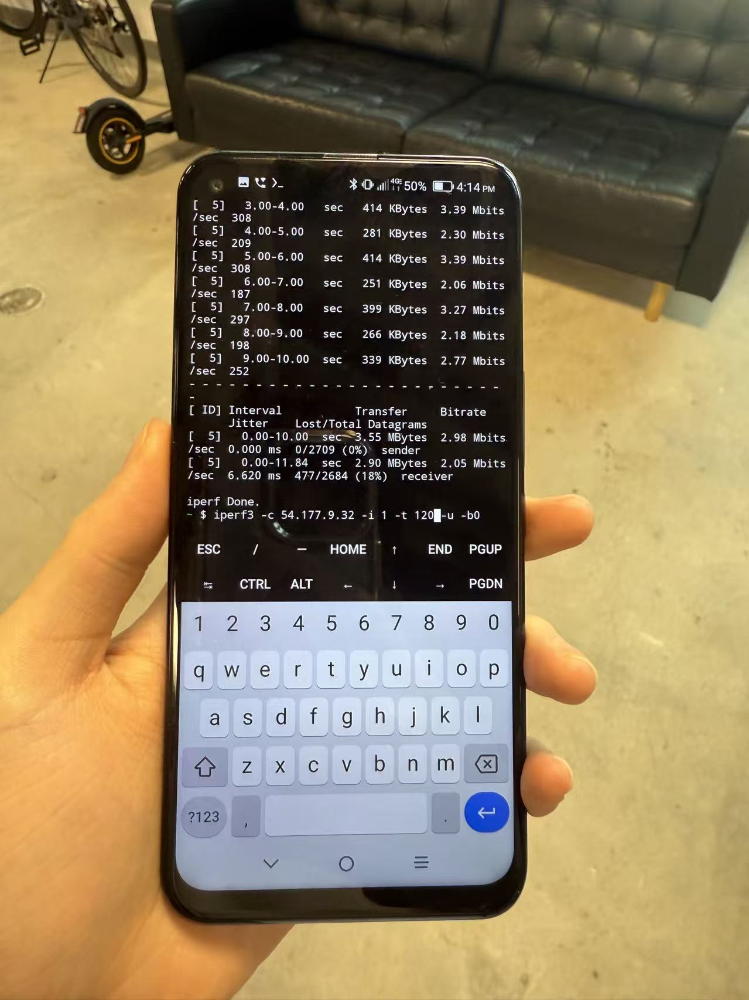 4GE 50% 4:14 PM
[  5]   3.00-4.00   sec   414 KBytes  3.39 Mbits
/sec  308
[  5]   4.00-5.00   sec   281 KBytes  2.30 Mbits
/sec  209
[  5]   5.00-6.00   sec   414 KBytes  3.39 Mbits
/sec  308
[  5]   6.00-7.00   sec   251 KBytes  2.06 Mbits
/sec  187
[  5]   7.00-8.00   sec   399 KBytes  3.27 Mbits
/sec  297
[  5]   8.00-9.00   sec   266 KBytes  2.18 Mbits
/sec  198
[  5]   9.00-10.00  sec   339 KBytes  2.77 Mbits
/sec  252
- - - - - - - - - - - - - - - - - - - - - - - -
-
[ ID] Interval           Transfer     Bitrate
      Jitter    Lost/Total Datagrams
[  5]   0.00-10.00  sec  3.55 MBytes  2.98 Mbits
/sec  0.000 ms  0/2709 (0%)  sender
[  5]   0.00-11.84  sec  2.90 MBytes  2.05 Mbits
/sec  6.620 ms  477/2684 (18%)  receiver
iperf Done.
~ $ iperf3 -c 54.177.9.32 -i 1 -t 120 -u -b0
ESC / — HOME ↑ END PGUP
↹ CTRL ALT ← ↓ → PGDN
1 2 3 4 5 6 7 8 9 0
q w e r t y u i o p
a s d f g h j k l
z x c v b n m
?123 , .